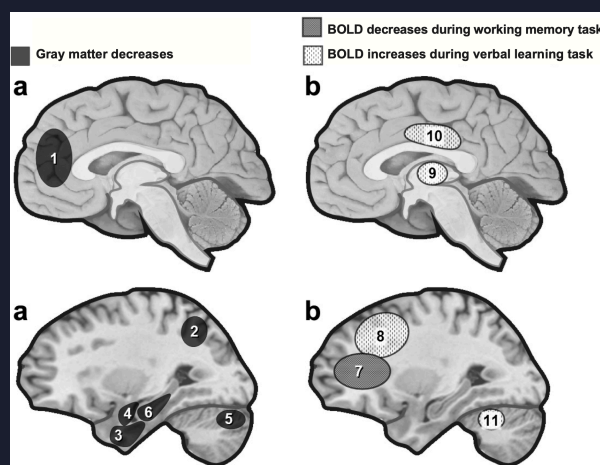 BOLD decreases during working memory task
Gray matter decreases
BOLD increases during verbal learning task
a
b
1
10
9
a
b
2
8
7
4
6
3
5
11